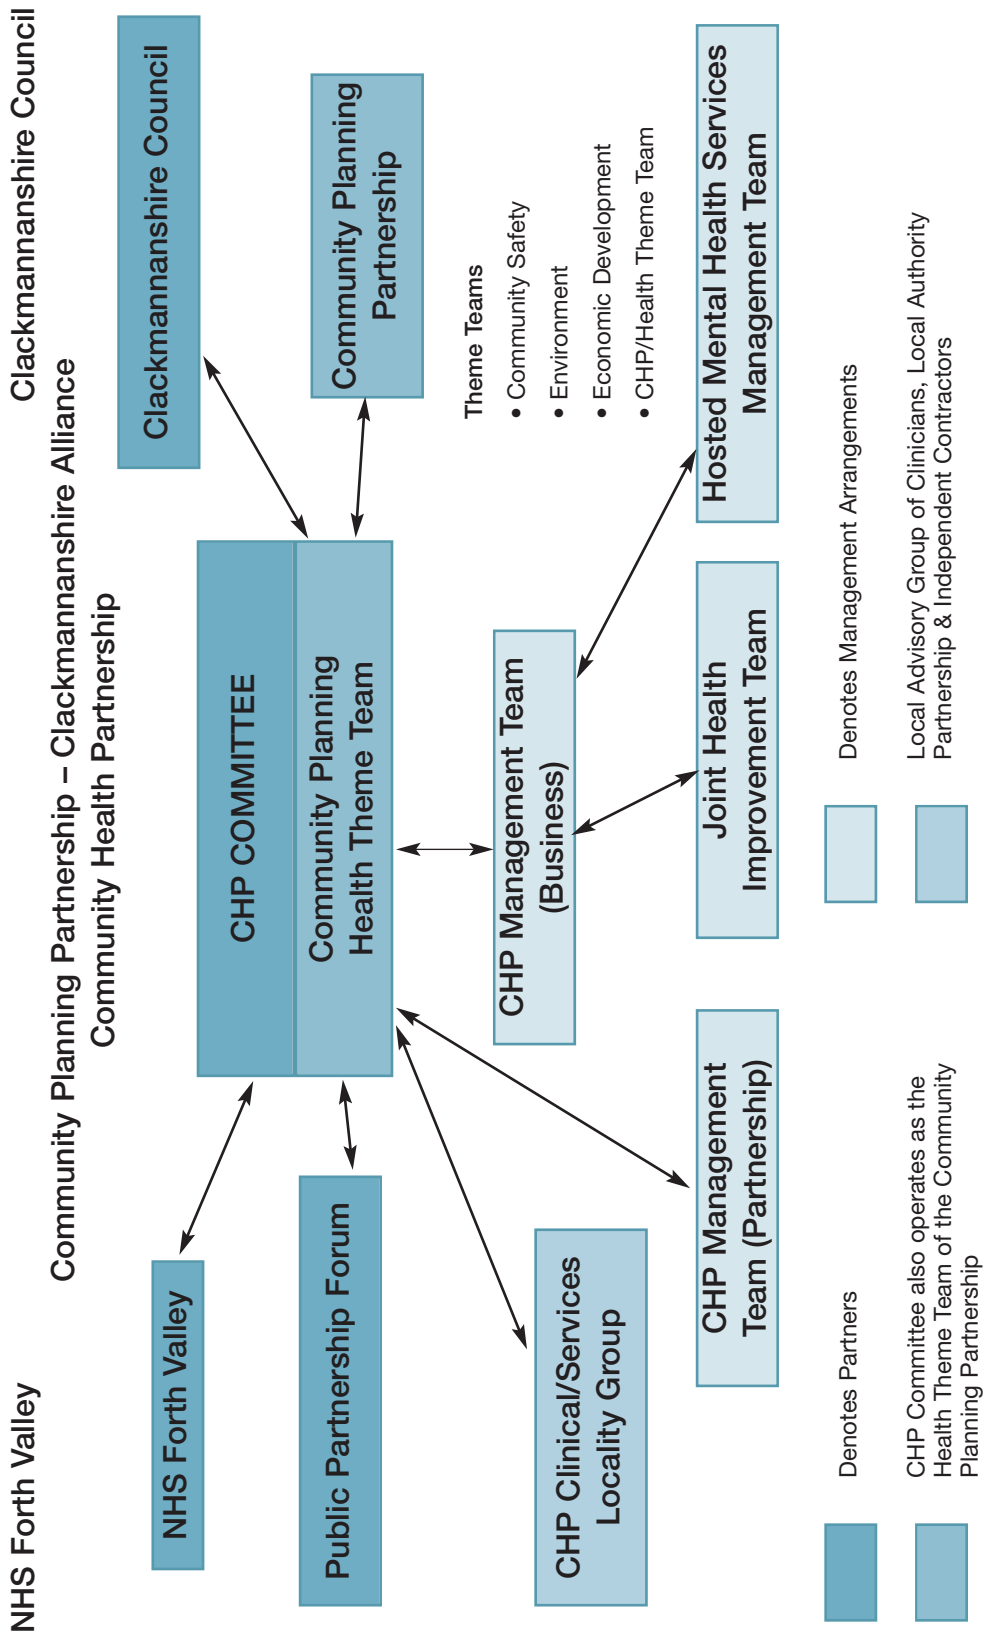 NHS Forth Valley
Clackmannanshire Council
Community Planning Partnership – Clackmannanshire Alliance
Community Health Partnership
Clackmannanshire Council
NHS Forth Valley
CHP COMMITTEE
Community Planning
Health Theme Team
Community Planning
Partnership
Public Partnership Forum
Theme Teams
• Community Safety
• Environment
• Economic Development
• CHP/Health Theme Team
CHP Management Team
(Business)
CHP Clinical/Services
Locality Group
CHP Management
Team (Partnership)
Joint Health
Improvement Team
Hosted Mental Health Services
Management Team
Denotes Partners
Denotes Management Arrangements
CHP Committee also operates as the
Health Theme Team of the Community
Planning Partnership
Local Advisory Group of Clinicians, Local Authority
Partnership & Independent Contractors